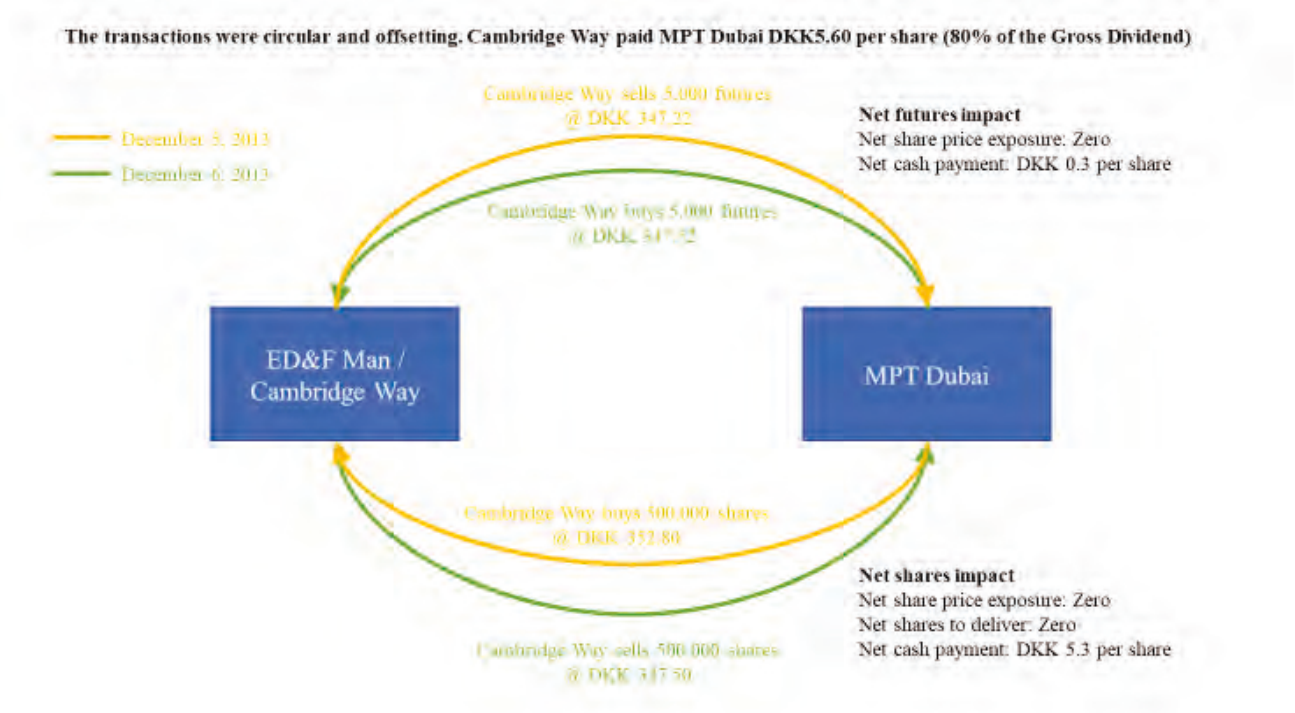 The transactions were circular and offsetting. Cambridge Way paid MPT Dubai DKK5.60 per share (80% of the Gross Dividend)
December 5, 2013
December 6, 2013
Cambridge Way sells 5,000 futures
@ DKK 347.22
Cambridge Way buys 5,000 futures
@ DKK 347.52
Net futures impact
Net share price exposure: Zero
Net cash payment: DKK 0.3 per share
ED&F Man /
Cambridge Way
MPT Dubai
Cambridge Way buys 500,000 shares
@ DKK 352.80
Cambridge Way sells 500,000 shares
@ DKK 347.50
Net shares impact
Net share price exposure: Zero
Net shares to deliver: Zero
Net cash payment: DKK 5.3 per share